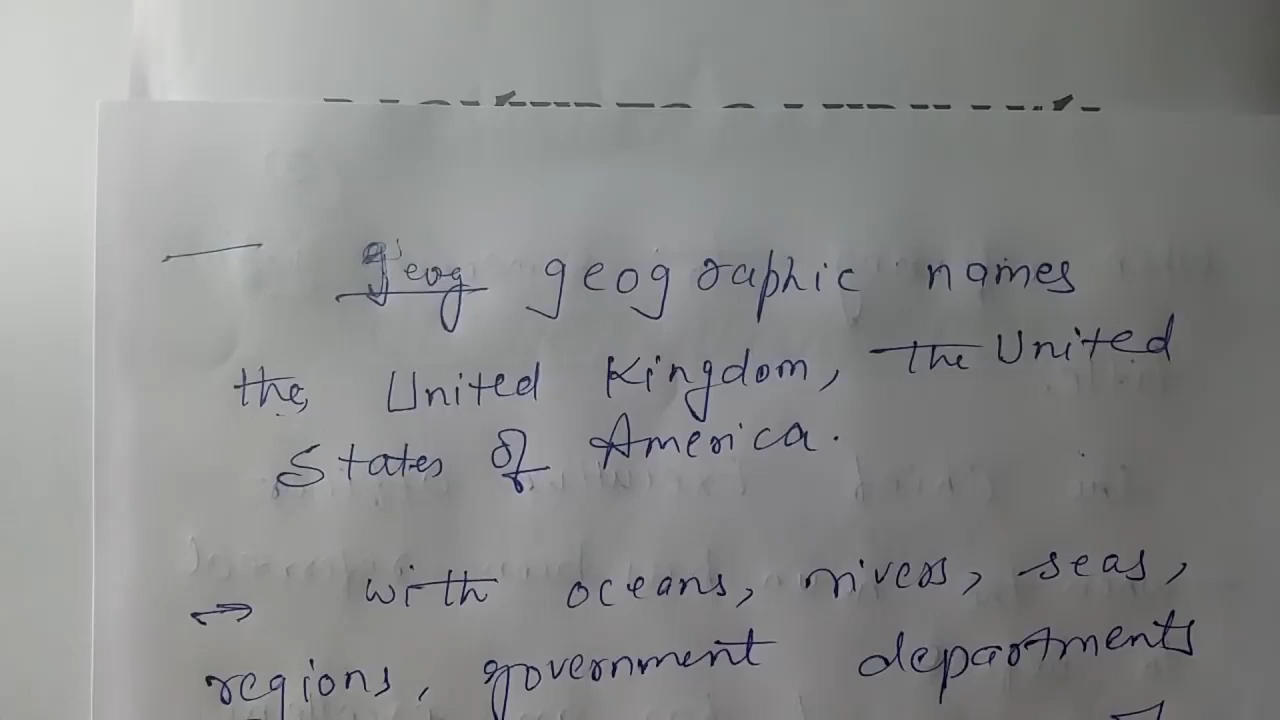 — geog geographic names
the, United Kingdom, the United
States of America.
→ with oceans, rivers, seas,
regions, government departments